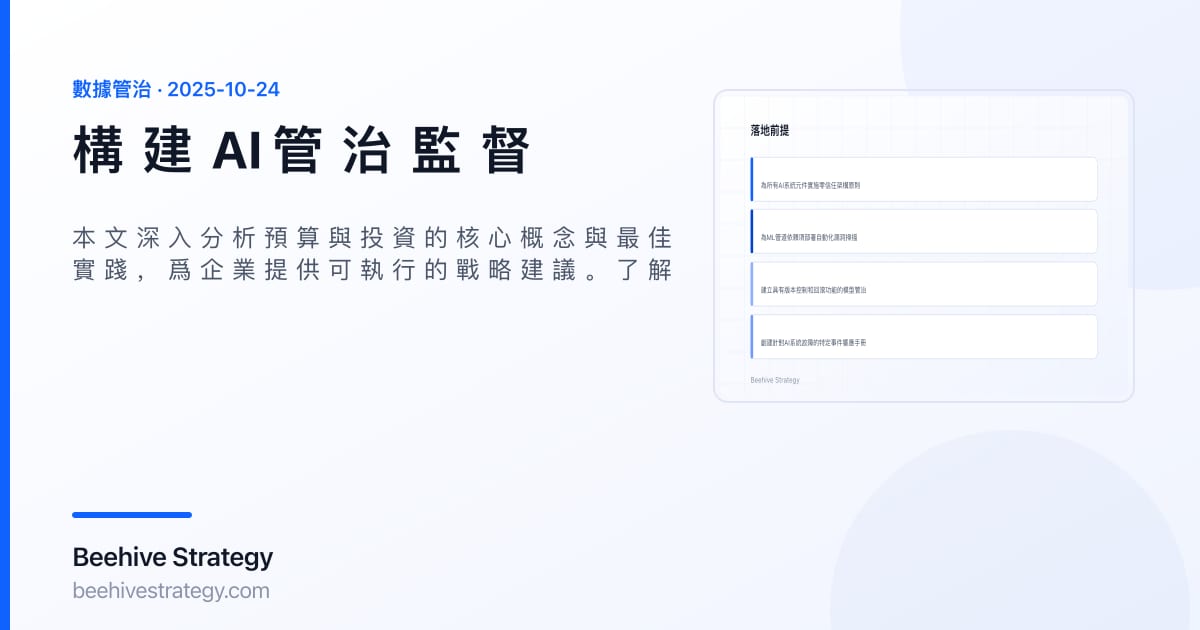 數據管治 · 2025-10-24
構建AI管治監督
本文深入分析預算與投資的核心概念與最佳
實踐，爲企業提供可執行的戰略建議。了解
落地前提
為所有AI系統元件實施零信任架構原則
為ML管道依賴項部署自動化漏洞掃描
建立具有版本控制和回滾功能的模型管治
創建針對AI系統故障的特定事件響應手冊
Beehive Strategy
Beehive Strategy
beehivestrategy.com